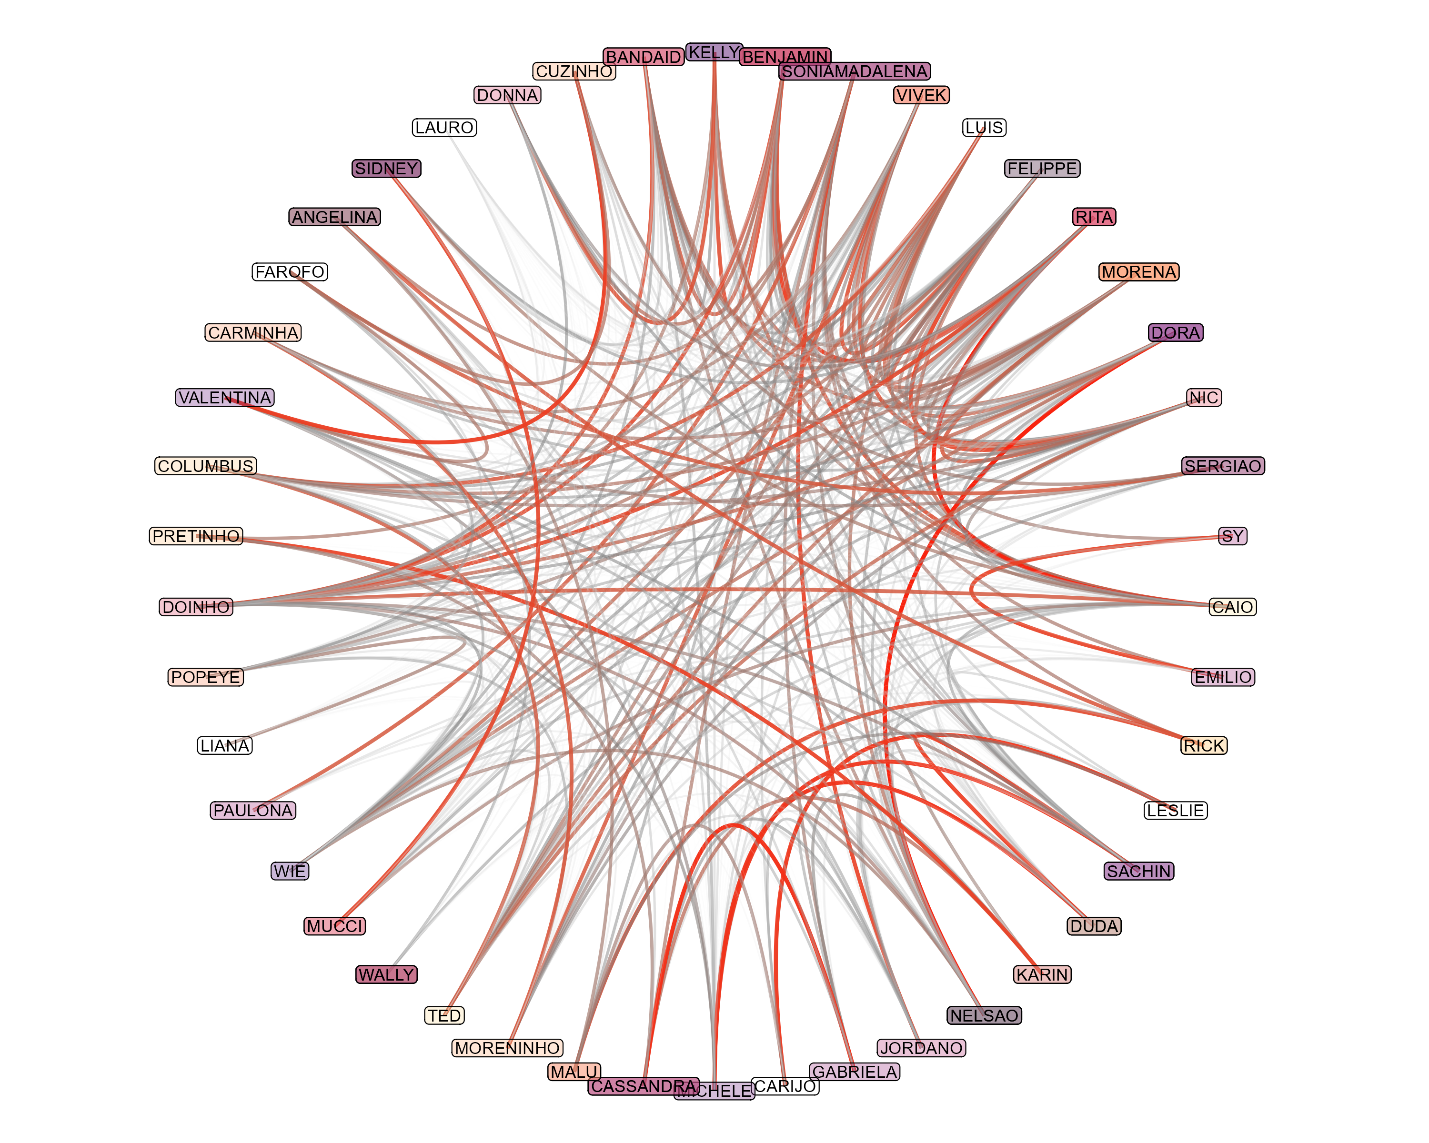 KELLY
BENJAMIN
SONIAMADALENA
VIVEK
LUIS
FELIPPE
RITA
MORENA
DORA
NIC
SERGIAO
SY
CAIO
EMILIO
RICK
LESLIE
SACHIN
DUDA
KARIN
NELSAO
JORDANO
GABRIELA
CARIJO
MICHELE
CASSANDRA
MALU
MORENINHO
TED
WALLY
MUCCI
WIE
PAULONA
LIANA
POPEYE
DOINHO
PRETINHO
COLUMBUS
VALENTINA
CARMINHA
FAROFO
ANGELINA
SIDNEY
LAURO
DONNA
CUZINHO
BANDAID